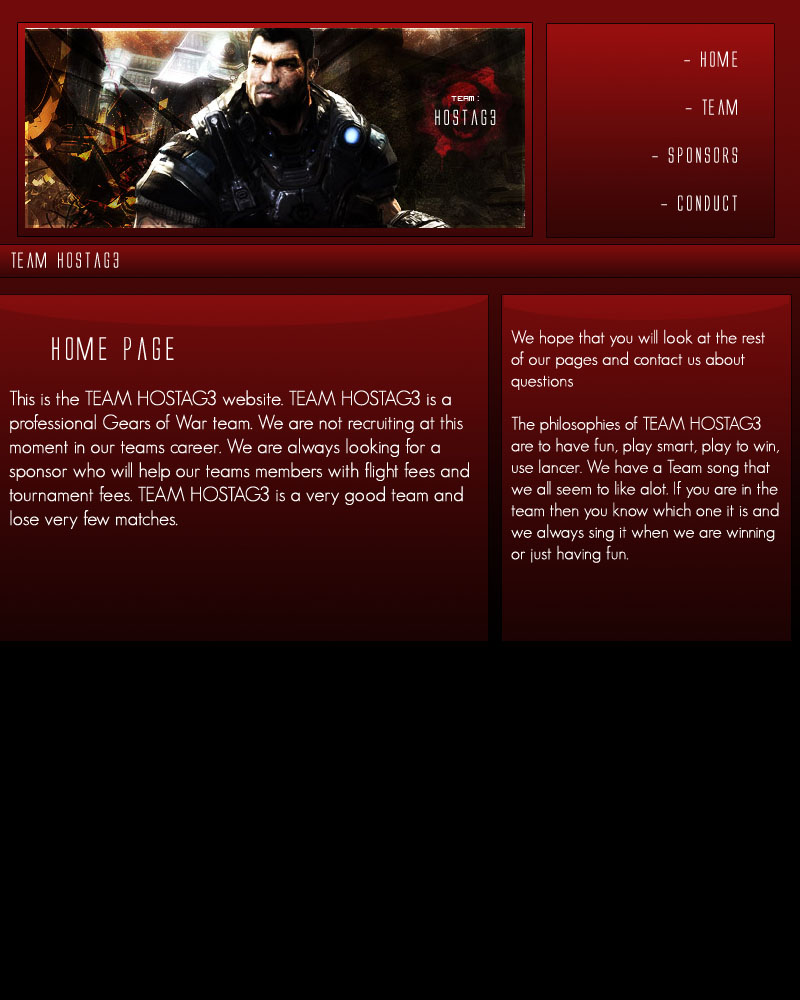 TEAM :
HOSTAG3
- HOME
- TEAM
- SPONSORS
- CONDUCT
TEAM HOSTAG3
HOME PAGE
This is the TEAM HOSTAG3 website. TEAM HOSTAG3 is a
professional Gears of War team. We are not recruiting at this
moment in our teams career. We are always looking for a
sponsor who will help our teams members with flight fees and
tournament fees. TEAM HOSTAG3 is a very good team and
lose very few matches.
We hope that you will look at the rest
of our pages and contact us about
questions
The philosophies of TEAM HOSTAG3
are to have fun, play smart, play to win,
use lancer. We have a Team song that
we all seem to like alot. If you are in the
team then you know which one it is and
we always sing it when we are winning
or just having fun.